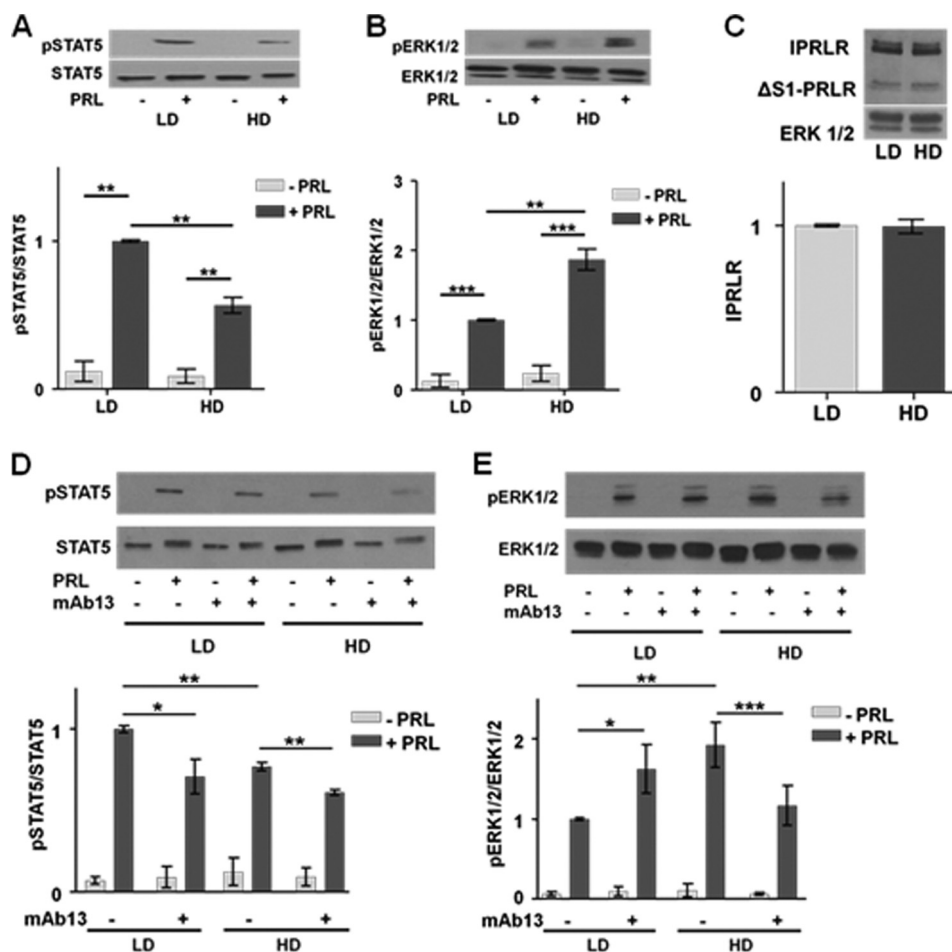 A
pSTAT5
STAT5
PRL - + - +
LD HD
** 
- PRL
+ PRL
**
**
pSTAT5/STAT5
1
0
LD HD
B
pERK1/2
ERK1/2
PRL - + - +
LD HD
3
- PRL
+ PRL
**
***
***
pERK1/2/ERK1/2
2
1
0
LD HD
C
lPRLR
ΔS1-PRLR
ERK 1/2
LD HD
1
lPRLR
0
LD HD
D
pSTAT5
STAT5
PRL - + - + - + - +
mAb13 - - + + - - + +
LD HD
**
*
**
- PRL
+ PRL
pSTAT5/STAT5
1
0
mAb13 - + - +
LD HD
E
pERK1/2
ERK1/2
PRL - + - + - + - +
mAb13 - - + + - - + +
LD HD
**
*
***
- PRL
+ PRL
pERK1/2/ERK1/2
2
1
0
mAb13 - + - +
LD HD